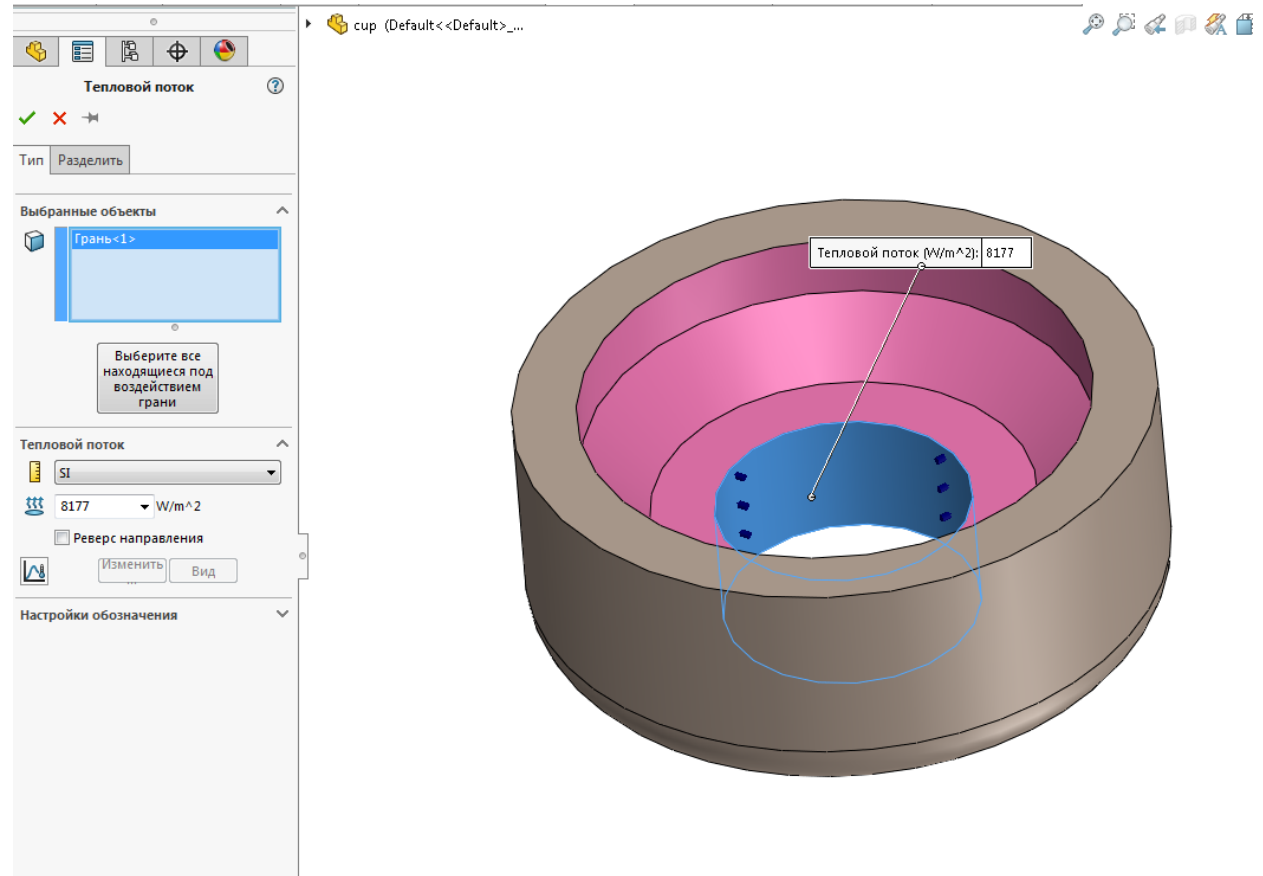 cup (Default<<Default>_...
Тепловой поток
Тип Разделить
Выбранные объекты
Грань<1>
Выберите все
находящиеся под
воздействием
грани
Тепловой поток
SI
8177 W/m^2
Реверс направления
Изменить
...
Вид
Настройки обозначения
Тепловой поток (W/m^2): 8177